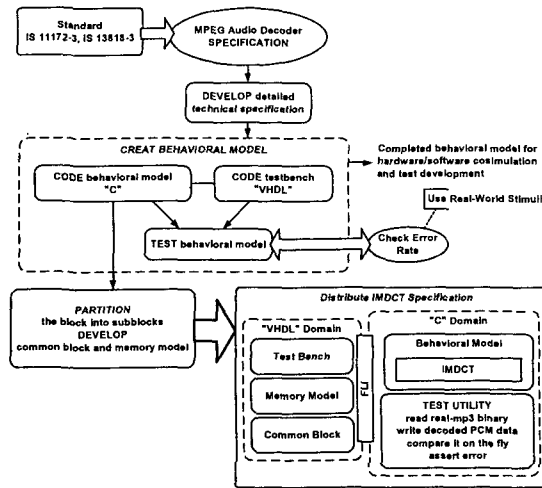 Standard
IS 11172-3, IS 13818-3
MPEG Audio Decoder
SPECIFICATION
DEVELOP detailed
technical specification
CREAT BEHAVIORAL MODEL
CODE behavioral model
"C"
CODE testbench
"VHDL"
TEST behavioral model
Completed behavioral model for
hardware/software cosimulation
and test development
Use Real-World Stimuli
Check Error
Rate
PARTITION
the block into subblocks
DEVELOP
common block and memory model
Distribute IMDCT Specification
"VHDL" Domain
Test Bench
Memory Model
Common Block
FLI
"C" Domain
Behavioral Model
IMDCT
TEST UTILITY
read real-mp3 binary
write decoded PCM data
compare it on the fly
assert error